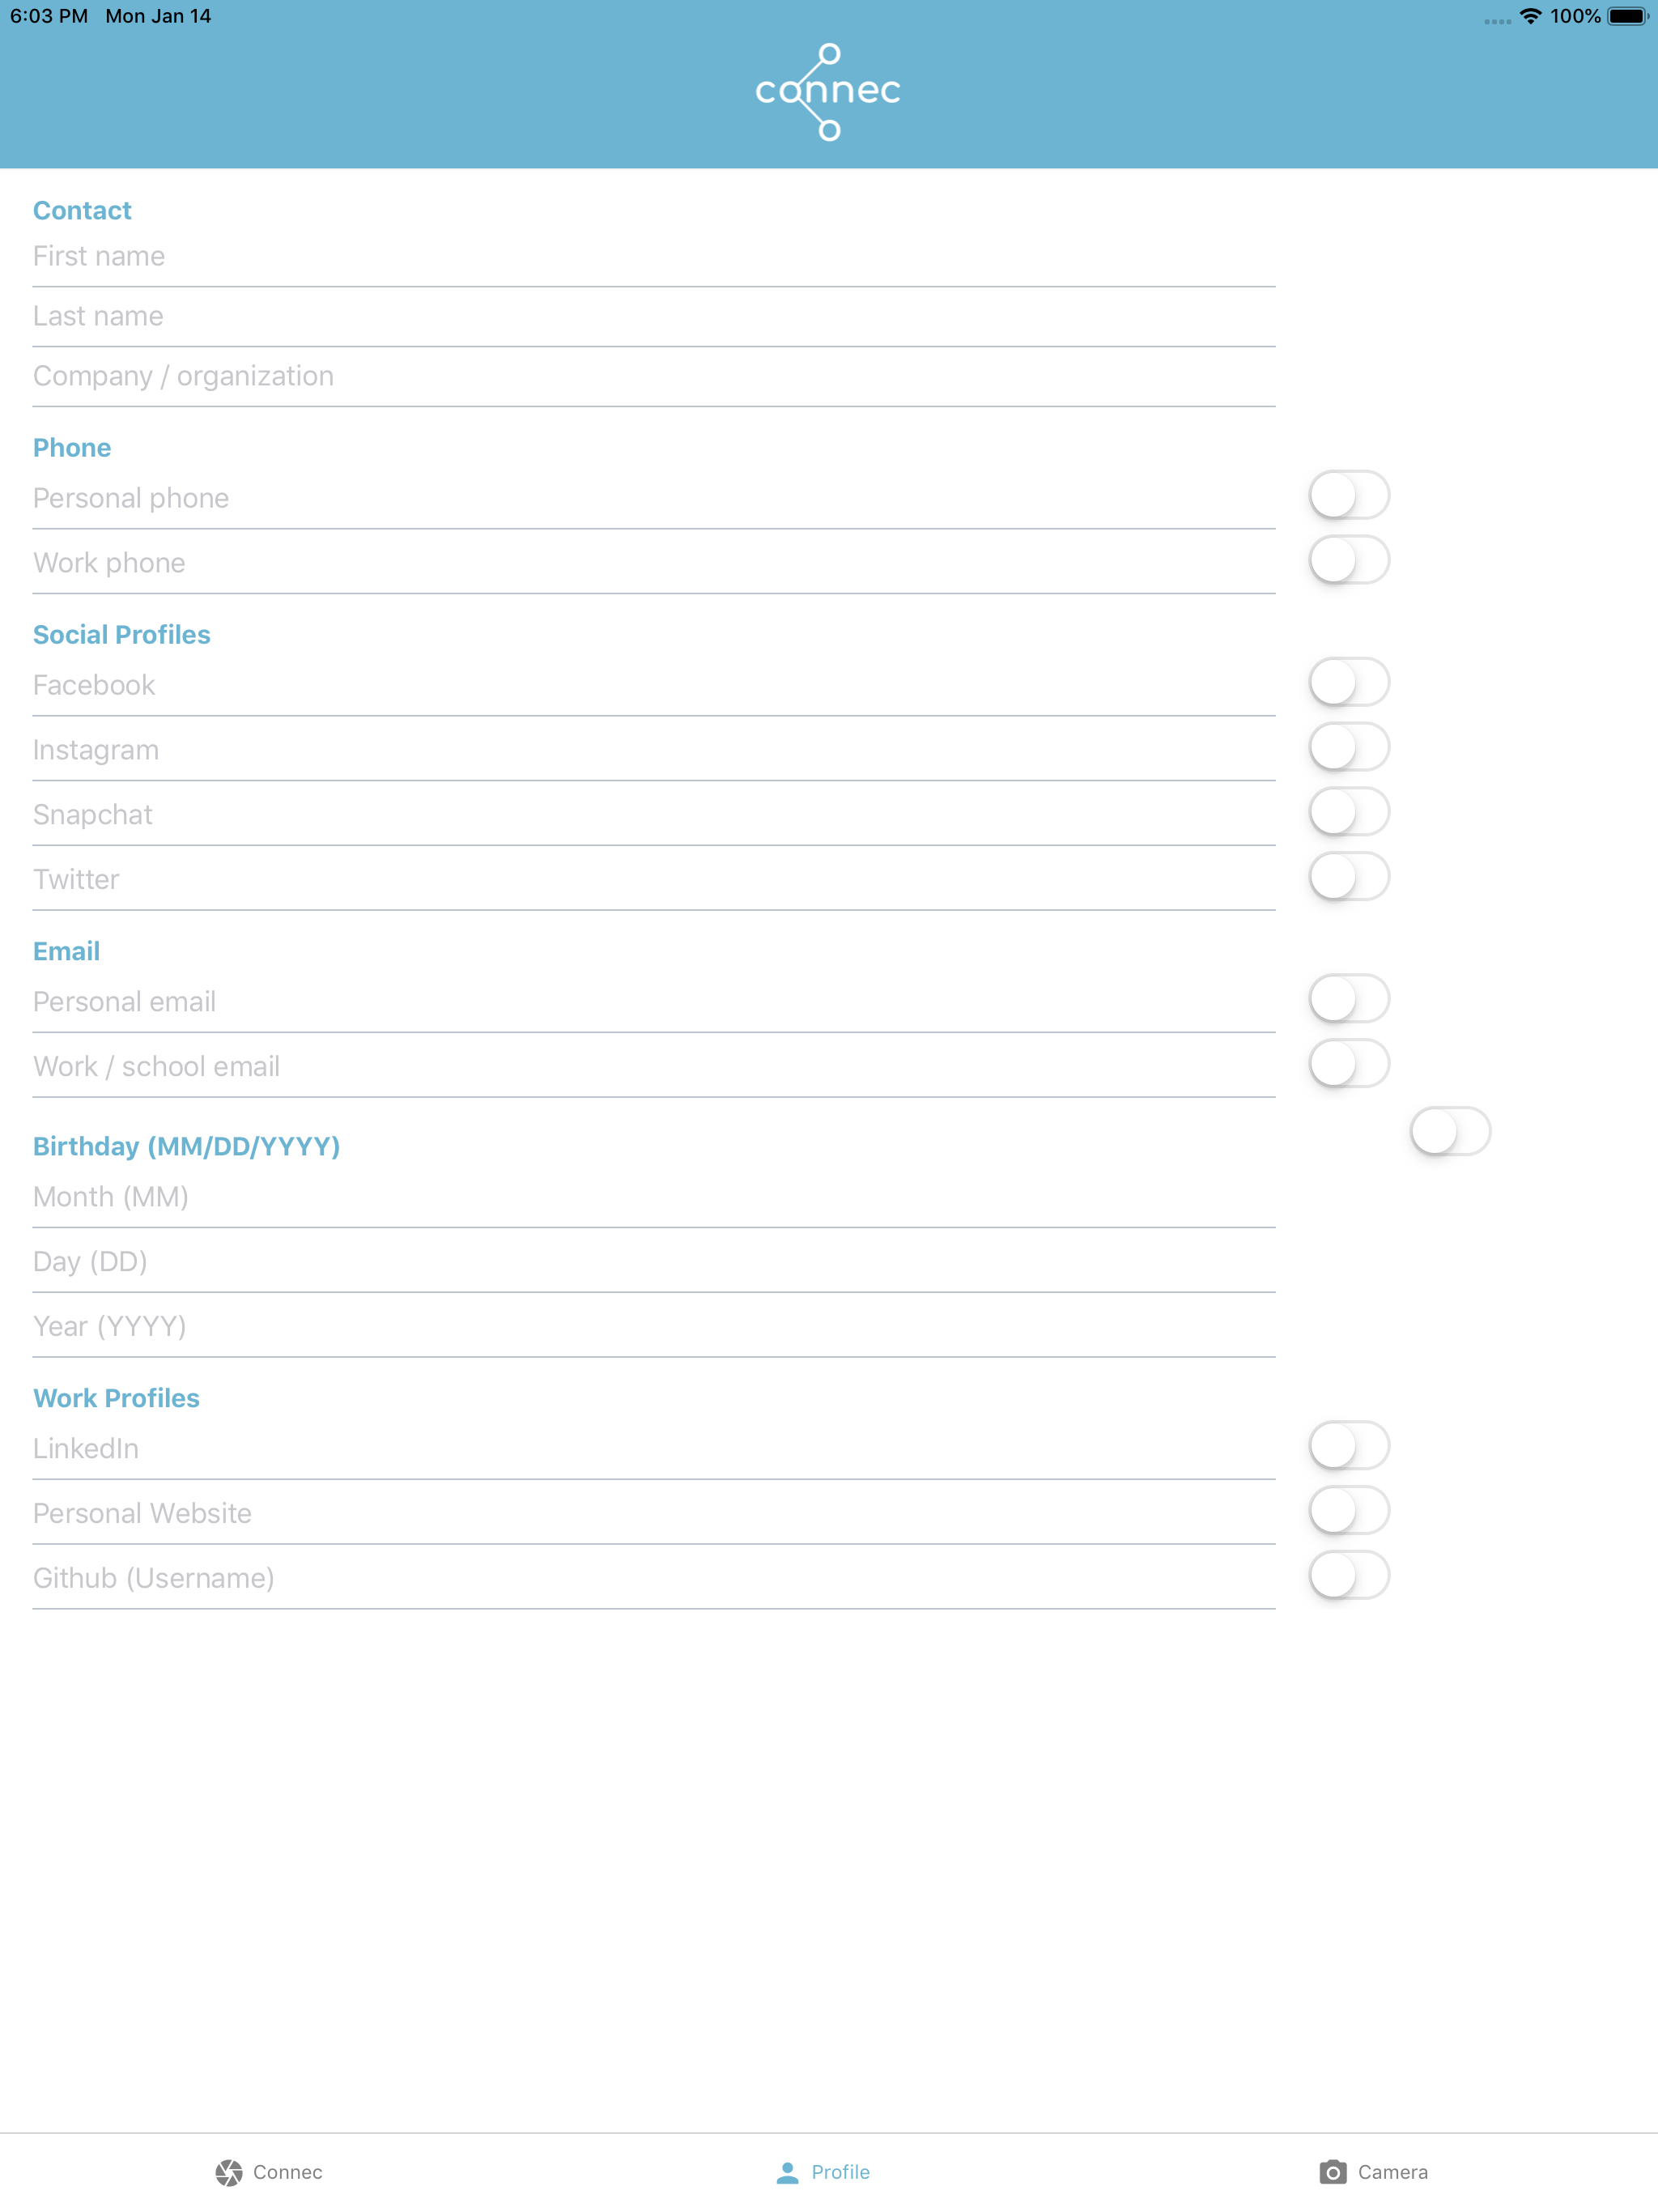 6:03 PM Mon Jan 14 100%
connec
Contact
First name
Last name
Company / organization
Phone
Personal phone
Work phone
Social Profiles
Facebook
Instagram
Snapchat
Twitter
Email
Personal email
Work / school email
Birthday (MM/DD/YYYY)
Month (MM)
Day (DD)
Year (YYYY)
Work Profiles
LinkedIn
Personal Website
Github (Username)
Connec Profile Camera